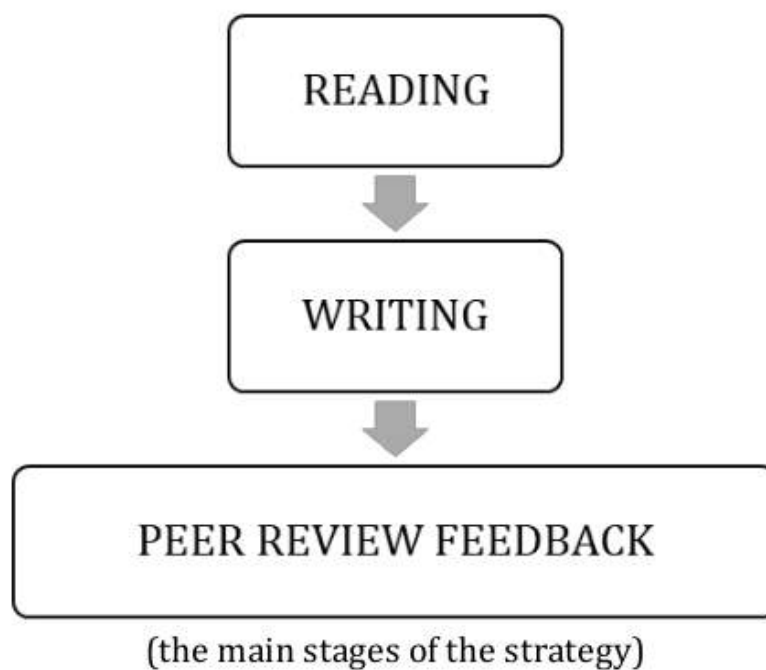 READING
WRITING
PEER REVIEW FEEDBACK
(the main stages of the strategy)